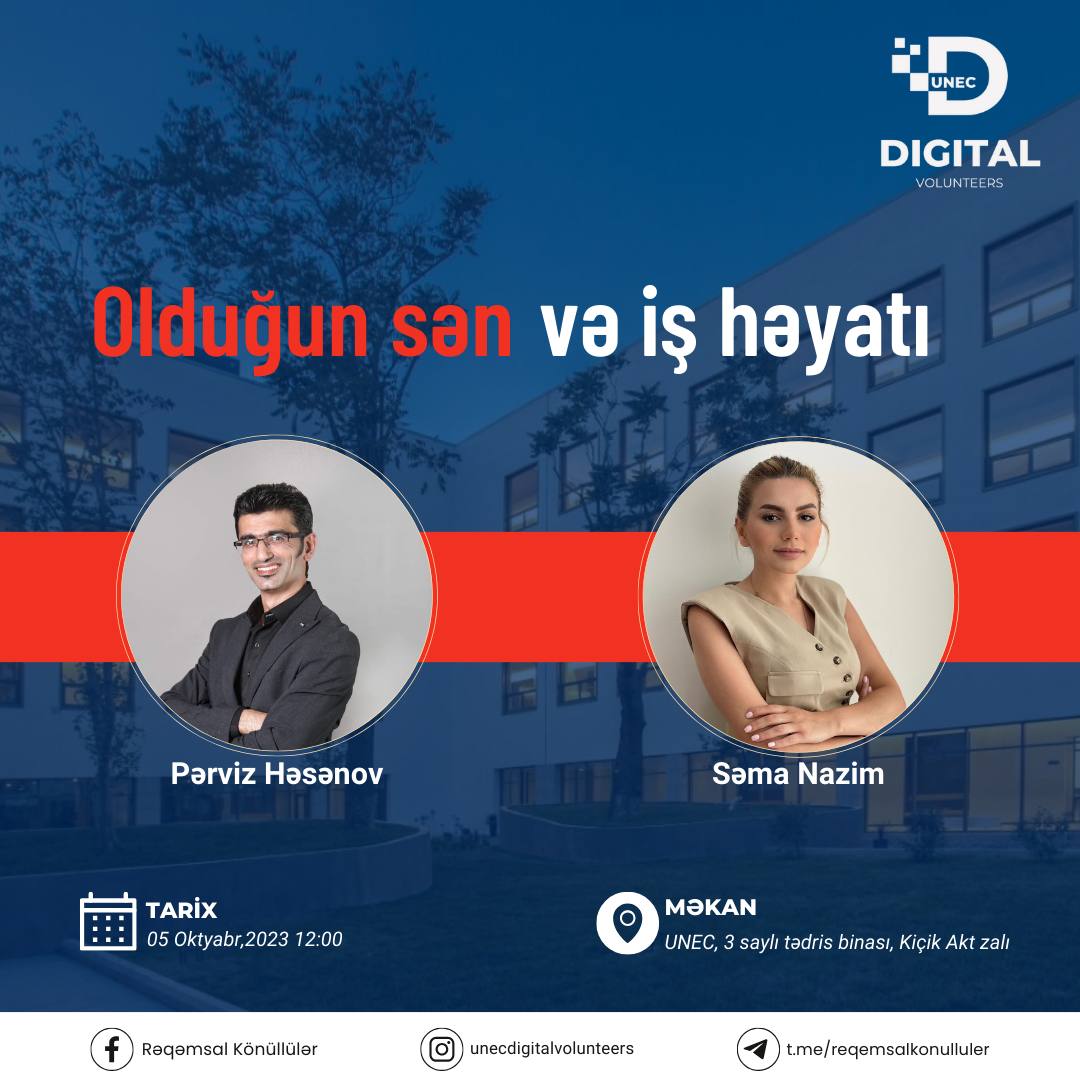 UNEC
DIGITAL
VOLUNTEERS
Olduğun sən və iş həyatı
Pərviz Həsənov
Səma Nazim
TARİX
05 Oktyabr,2023 12:00
MƏKAN
UNEC, 3 saylı tədris binası, Kiçik Akt zalı
Rəqəmsal Könüllülər
unecdigitalvolunteers
t.me/reqemsalkonulluler